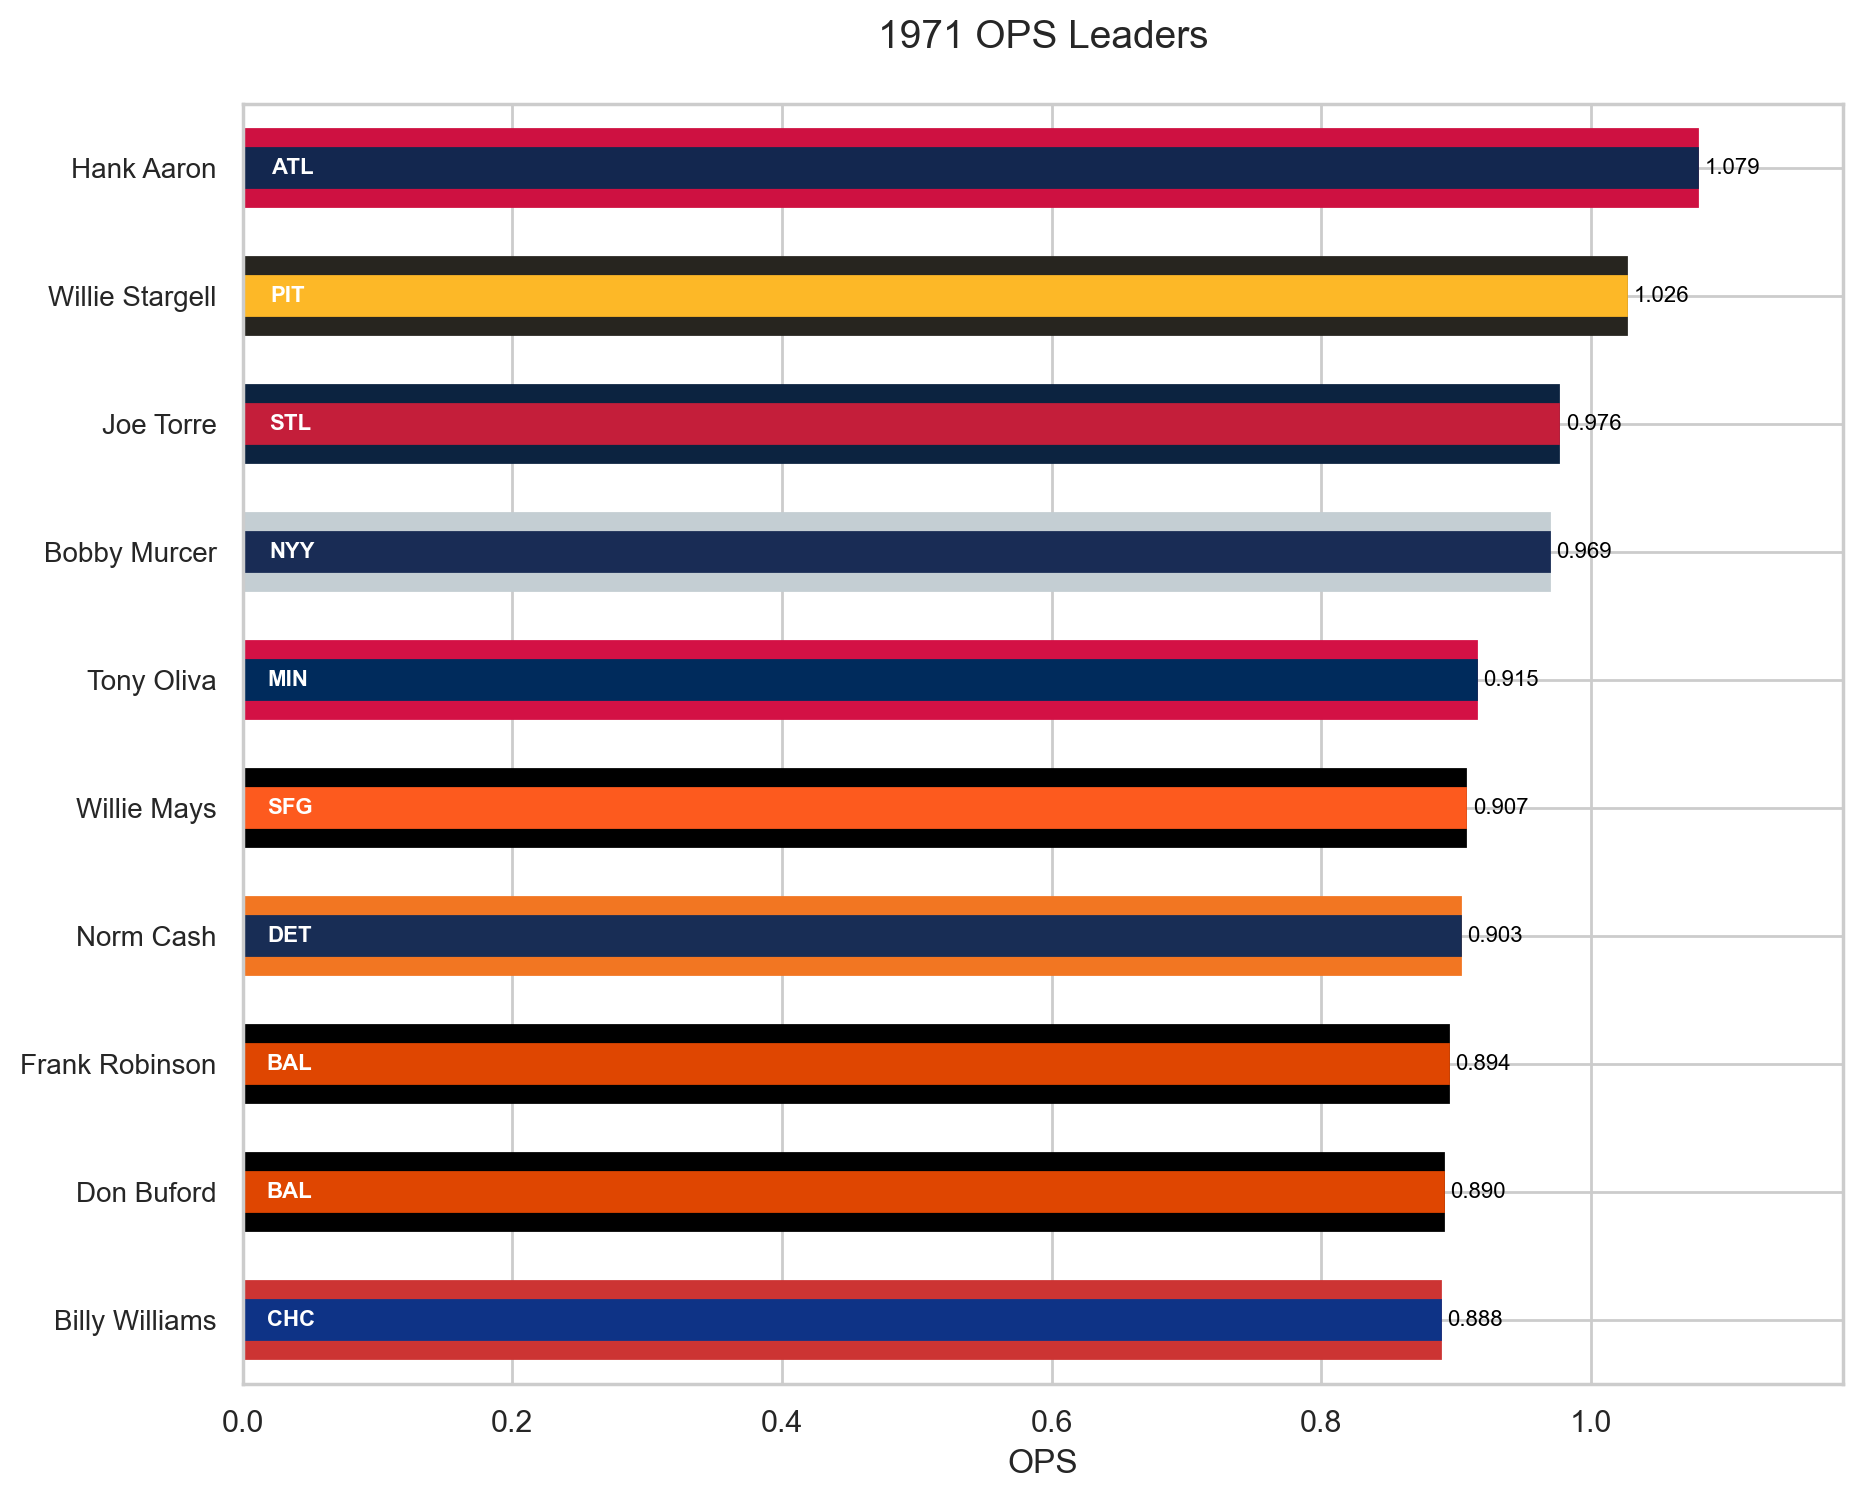 1971 OPS Leaders
Hank Aaron ATL 1.079
Willie Stargell PIT 1.026
Joe Torre STL 0.976
Bobby Murcer NYY 0.969
Tony Oliva MIN 0.915
Willie Mays SFG 0.907
Norm Cash DET 0.903
Frank Robinson BAL 0.894
Don Buford BAL 0.890
Billy Williams CHC 0.888
0.0 0.2 0.4 0.6 0.8 1.0
OPS